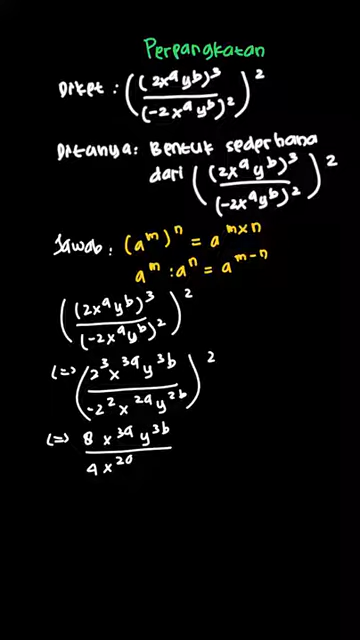 Perpangkatan
Diket : ((2x^a y^b)^3 / (-2x^a y^b)^2)^2
Ditanya : Bentuk sederhana
dari ((2x^a y^b)^3 / (-2x^a y^b)^2)^2
Jawab : (a^m)^n = a^(m×n)
a^m : a^n = a^(m-n)
((2x^a y^b)^3 / (-2x^a y^b)^2)^2
(=) (2^3 x^(3a) y^(3b) / -2^2 x^(2a) y^(2b))^2
(=) 8 x^(3a) y^(3b) / 4 x^(2a)